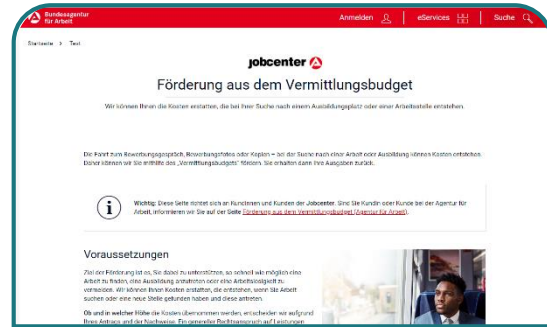 Bundesagentur
für Arbeit
Anmelden
eServices
Suche
Startseite > Text
jobcenter
Förderung aus dem Vermittlungsbudget
Wir können Ihnen die Kosten erstatten, die bei Ihrer Suche nach einem Ausbildungsplatz oder einer Arbeitsstelle entstehen.
Die Fahrt zum Bewerbungsgespräch, Bewerbungsfotos oder Kopien – bei der Suche nach einer Arbeit oder Ausbildung können Kosten entstehen.
Daher können wir Sie mithilfe des „Vermittlungsbudgets“ fördern. Sie erhalten dann Ihre Ausgaben zurück.
Wichtig: Diese Seite richtet sich an Kundinnen und Kunden der Jobcenter. Sind Sie Kundin oder Kunde bei der Agentur für
Arbeit, informieren wir Sie auf der Seite Förderung aus dem Vermittlungsbudget (Agentur für Arbeit).
Voraussetzungen
Ziel der Förderung ist es, Sie dabei zu unterstützen, so schnell wie möglich eine
Arbeit zu finden, eine Ausbildung anzutreten oder eine Arbeitslosigkeit zu
vermeiden. Wir können Ihnen Kosten erstatten, die entstehen, wenn Sie Arbeit
suchen oder eine neue Stelle gefunden haben und diese antreten.
Ob und in welcher Höhe die Kosten übernommen werden, entscheiden wir aufgrund
Ihres Antrags und der Nachweise. Ein genereller Rechtsanspruch auf Leistungen